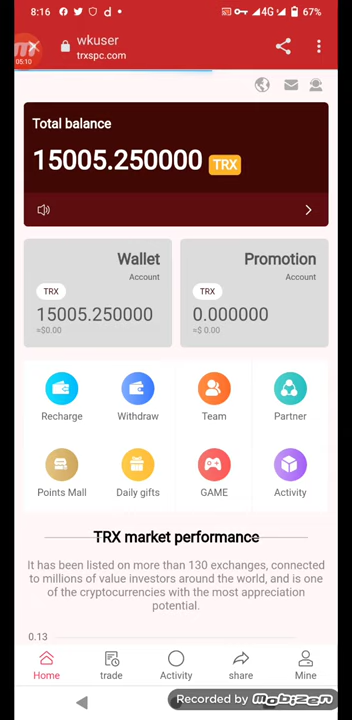 8:16
4G
67%
wkuser
trxspc.com
05:10
Total balance
15005.250000 TRX
Wallet
Account
TRX
15005.250000
≈$0.00
Promotion
Account
TRX
0.000000
≈$ 0.00
Recharge
Withdraw
Team
Partner
Points Mall
Daily gifts
GAME
Activity
TRX market performance
It has been listed on more than 130 exchanges, connected
to millions of value investors around the world, and is one
of the cryptocurrencies with the most appreciation
potential.
0.13
Home
trade
Activity
share
Mine
Recorded by Mobizen